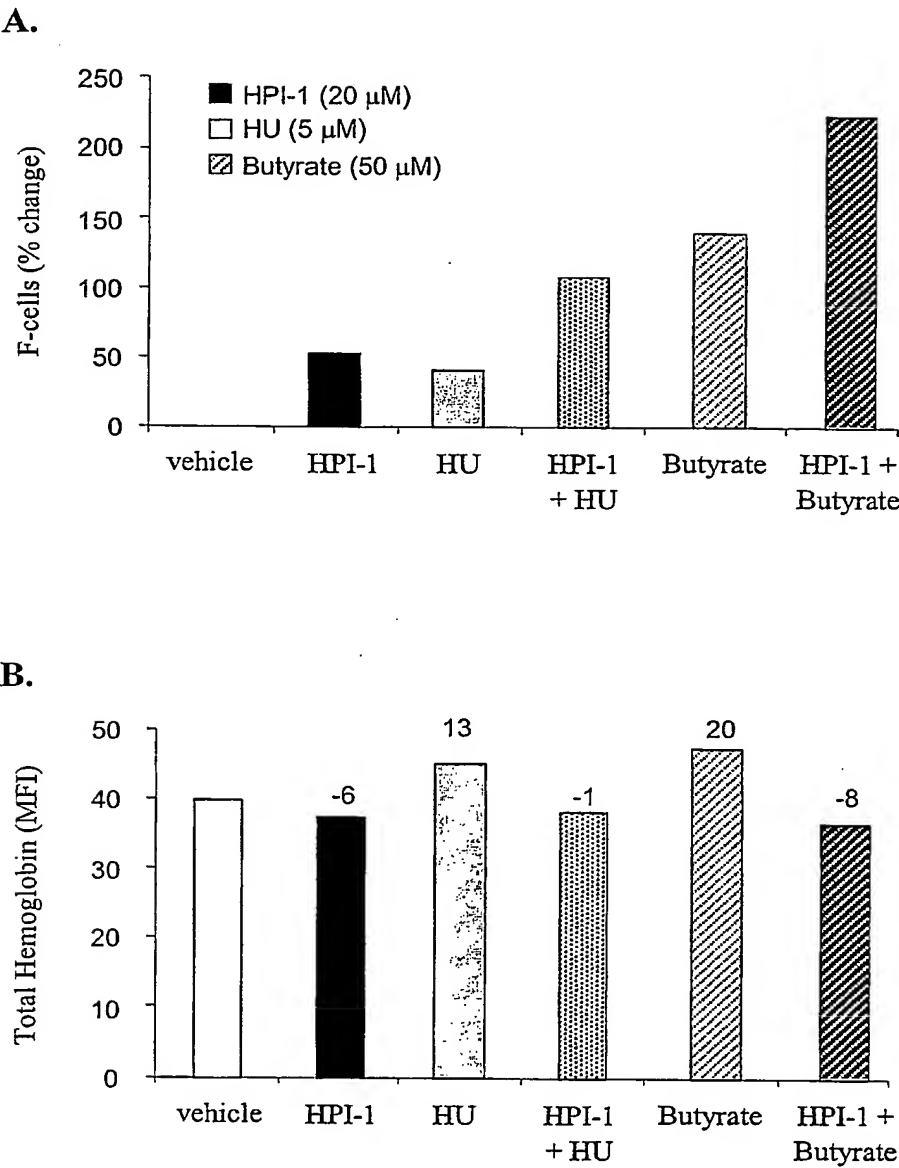 A.
F-cells (% change)
250
200
150
100
50
0
HPI-1 (20 μM)
HU (5 μM)
Butyrate (50 μM)
vehicle
HPI-1
HU
HPI-1
+ HU
Butyrate
HPI-1 +
Butyrate
B.
Total Hemoglobin (MFI)
50
40
30
20
10
0
-6
13
-1
20
-8
vehicle
HPI-1
HU
HPI-1
+ HU
Butyrate
HPI-1 +
Butyrate